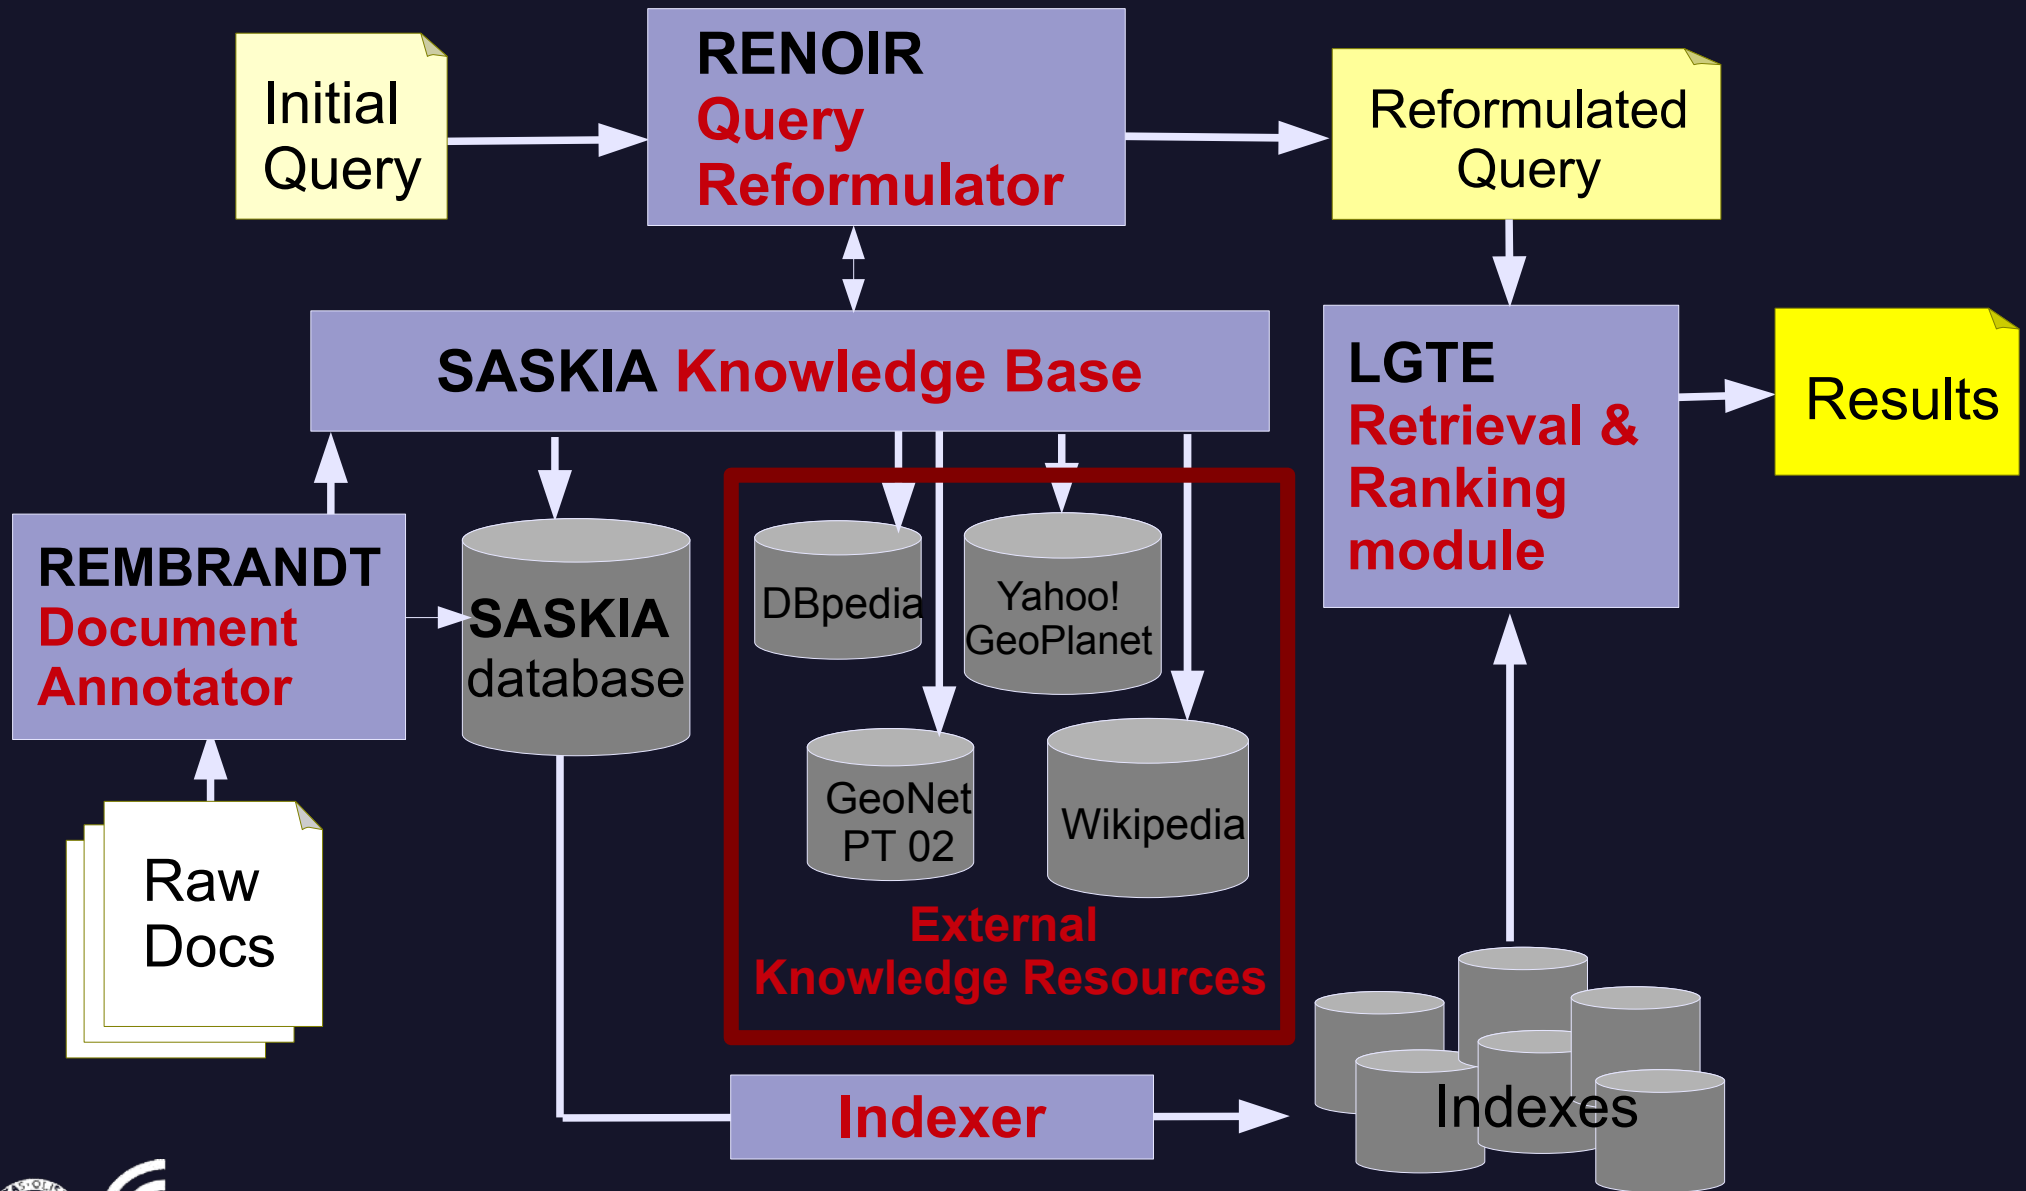 Initial
Query
RENOIR
Query
Reformulator
Reformulated
Query
SASKIA Knowledge Base
LGTE
Retrieval &
Ranking
module
Results
REMBRANDT
Document
Annotator
SASKIA
database
DBpedia
Yahoo!
GeoPlanet
GeoNet
PT 02
Wikipedia
External
Knowledge Resources
Raw
Docs
Indexer
Indexes